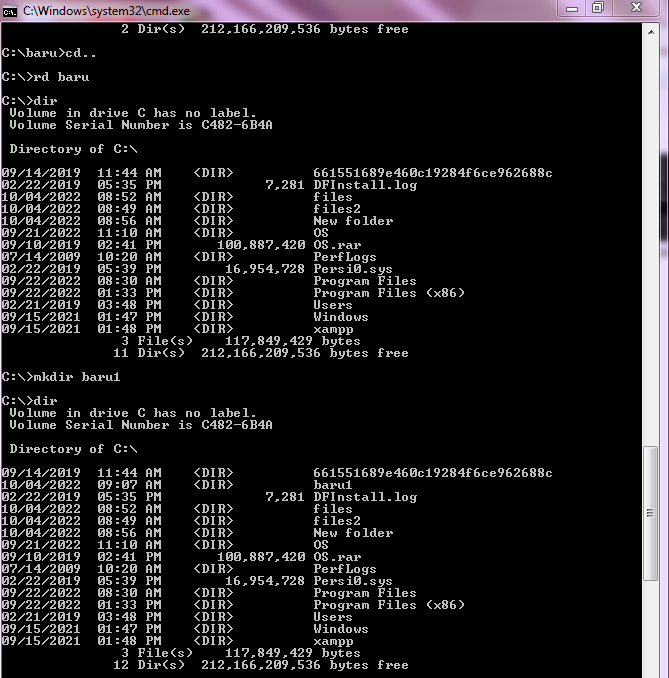 C:\Windows\system32\cmd.exe
2 Dir(s)  212,166,209,536 bytes free
C:\baru>cd..
C:\>rd baru
C:\>dir
 Volume in drive C has no label.
 Volume Serial Number is C482-6B4A
 Directory of C:\
09/14/2019  11:44 AM    <DIR>          661551689e460c19284f6ce962688c
02/22/2019  05:35 PM             7,281 DFInstall.log
10/04/2022  08:52 AM    <DIR>          files
10/04/2022  08:49 AM    <DIR>          files2
10/04/2022  08:56 AM    <DIR>          New folder
09/21/2022  11:10 AM    <DIR>          OS
09/10/2019  02:41 PM       100,887,420 OS.rar
07/14/2009  10:20 AM    <DIR>          PerfLogs
02/22/2019  05:39 PM        16,954,728 Persi0.sys
09/22/2022  08:30 AM    <DIR>          Program Files
09/22/2022  01:33 PM    <DIR>          Program Files (x86)
02/21/2019  03:48 PM    <DIR>          Users
09/15/2021  01:47 PM    <DIR>          Windows
09/15/2021  01:48 PM    <DIR>          xampp
               3 File(s)    117,849,429 bytes
              11 Dir(s)  212,166,209,536 bytes free
C:\>mkdir baru1
C:\>dir
 Volume in drive C has no label.
 Volume Serial Number is C482-6B4A
 Directory of C:\
09/14/2019  11:44 AM    <DIR>          661551689e460c19284f6ce962688c
10/04/2022  09:07 AM    <DIR>          baru1
02/22/2019  05:35 PM             7,281 DFInstall.log
10/04/2022  08:52 AM    <DIR>          files
10/04/2022  08:49 AM    <DIR>          files2
10/04/2022  08:56 AM    <DIR>          New folder
09/21/2022  11:10 AM    <DIR>          OS
09/10/2019  02:41 PM       100,887,420 OS.rar
07/14/2009  10:20 AM    <DIR>          PerfLogs
02/22/2019  05:39 PM        16,954,728 Persi0.sys
09/22/2022  08:30 AM    <DIR>          Program Files
09/22/2022  01:33 PM    <DIR>          Program Files (x86)
02/21/2019  03:48 PM    <DIR>          Users
09/15/2021  01:47 PM    <DIR>          Windows
09/15/2021  01:48 PM    <DIR>          xampp
               3 File(s)    117,849,429 bytes
              12 Dir(s)  212,166,209,536 bytes free